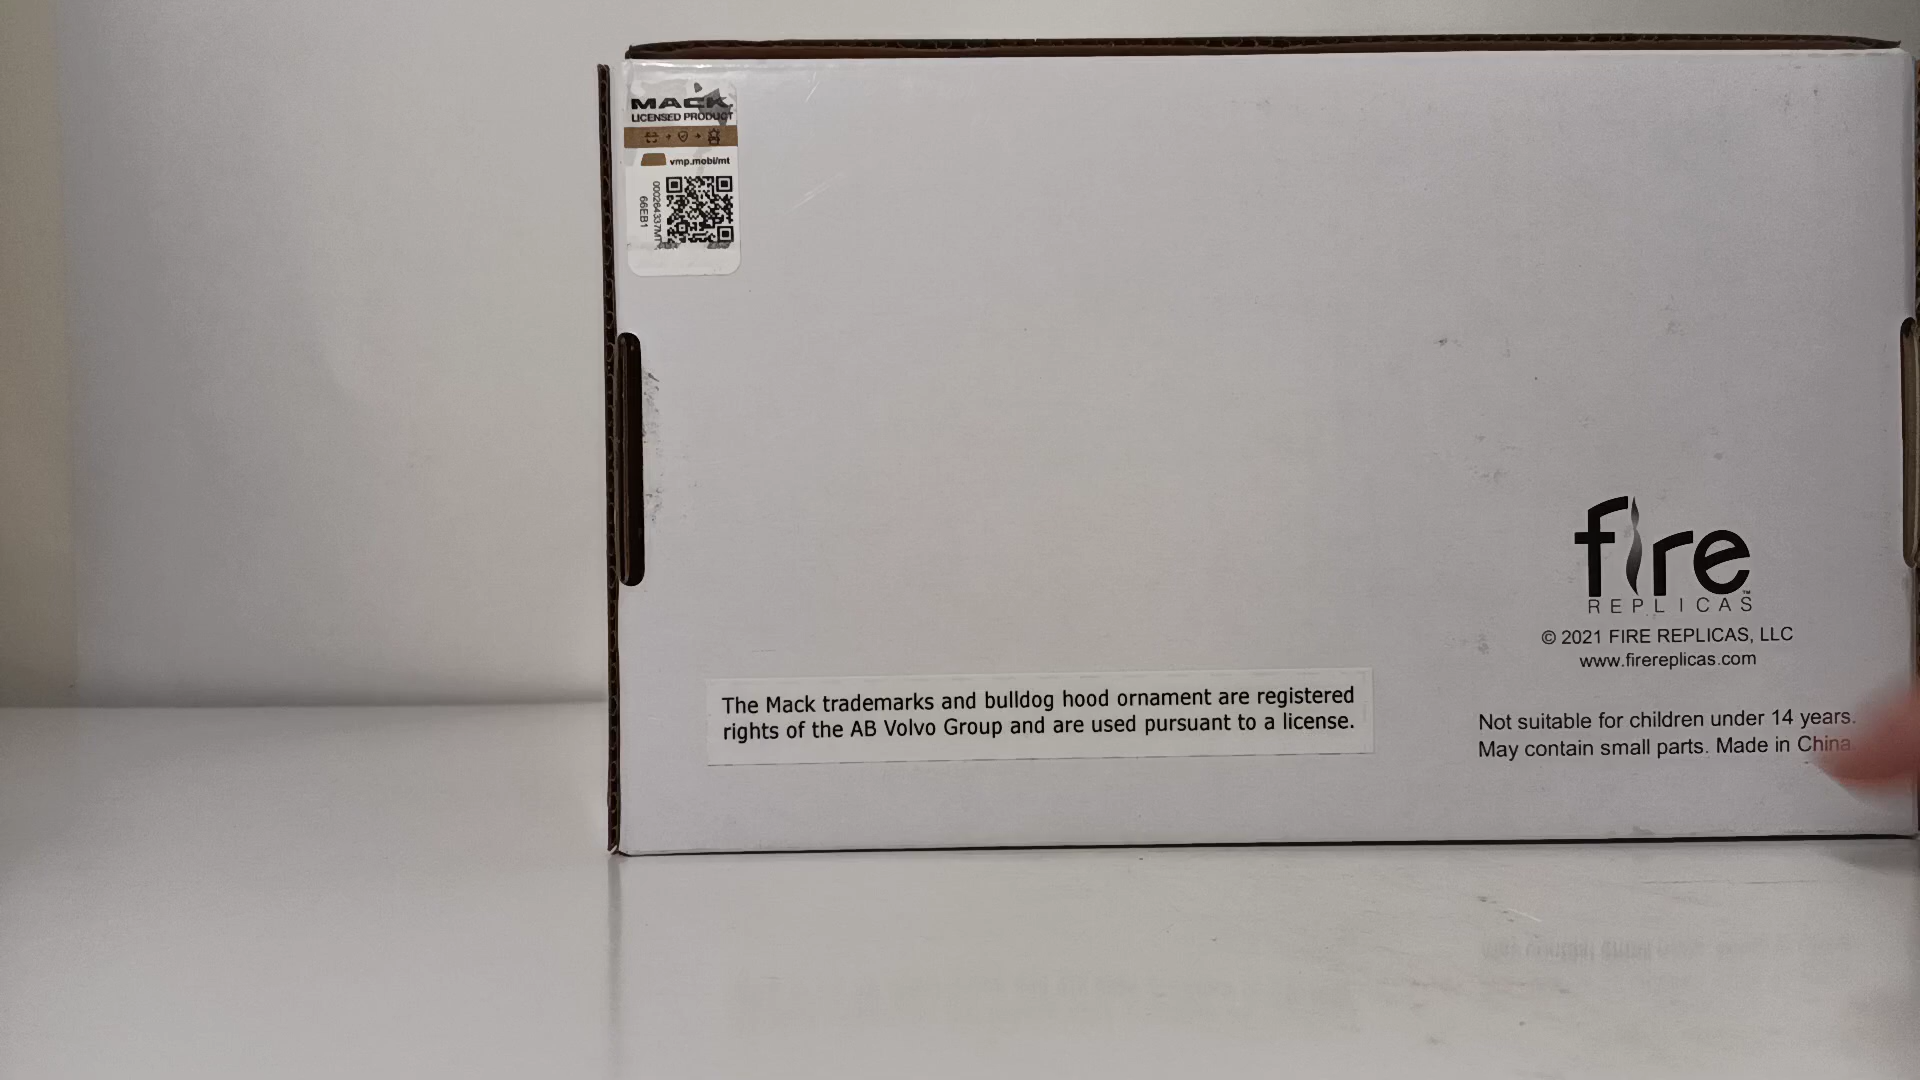 MACK
LICENSED PRODUCT
vmp.mobi/mt
000264337MT
66EB1
fire
REPLICAS
© 2021 FIRE REPLICAS, LLC
www.firereplicas.com
The Mack trademarks and bulldog hood ornament are registered
rights of the AB Volvo Group and are used pursuant to a license.
Not suitable for children under 14 years.
May contain small parts. Made in China.